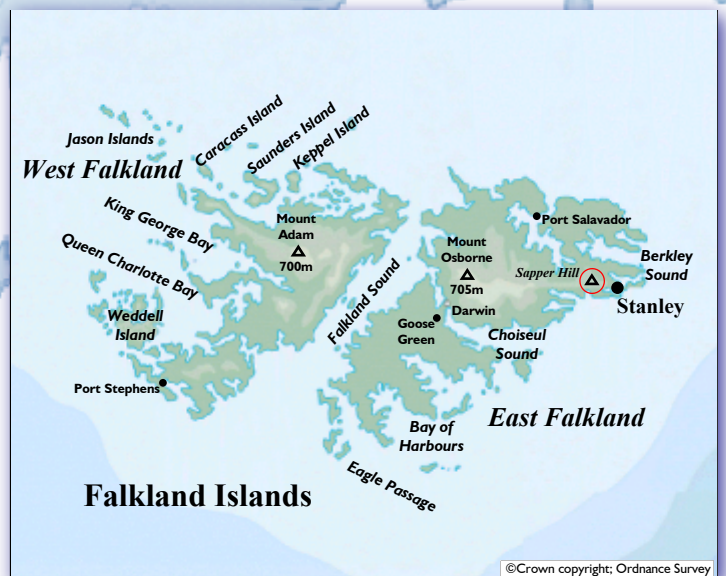 Jason Islands
West Falkland
Caracass Island
Saunders Island
Keppel Island
King George Bay
Queen Charlotte Bay
Weddell
Island
Port Stephens
Mount
Adam
700m
Falkland Sound
Port Salavador
Mount
Osborne
705m
Sapper Hill
Berkley
Sound
Stanley
Darwin
Goose
Green
Choiseul
Sound
East Falkland
Bay of
Harbours
Eagle Passage
Falkland Islands
©Crown copyright; Ordnance Survey